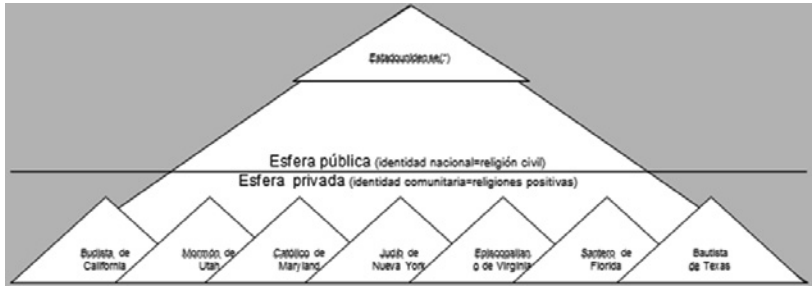 Estadounidense(*)
Esfera pública (identidad nacional=religión civil)
Esfera privada (identidad comunitaria=religiones positivas)
Budista de
California
Mormón de
Utah
Católico de
Maryland
Judío de
Nueva York
Episcopalian
o de Virginia
Santero de
Florida
Bautista
de Texas